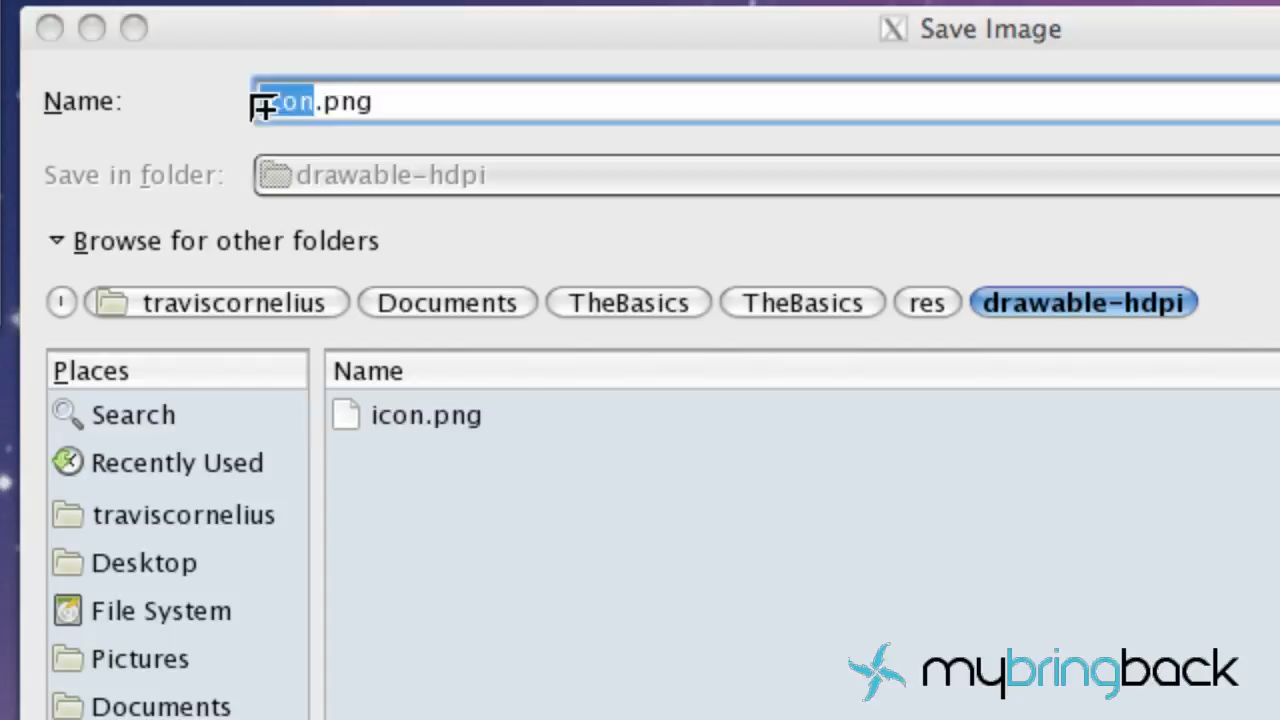 Save Image
Name: icon.png
Save in folder: drawable-hdpi
Browse for other folders
traviscornelius Documents TheBasics TheBasics res drawable-hdpi
Places Name
Search icon.png
Recently Used
traviscornelius
Desktop
File System
Pictures
Documents
mybringback